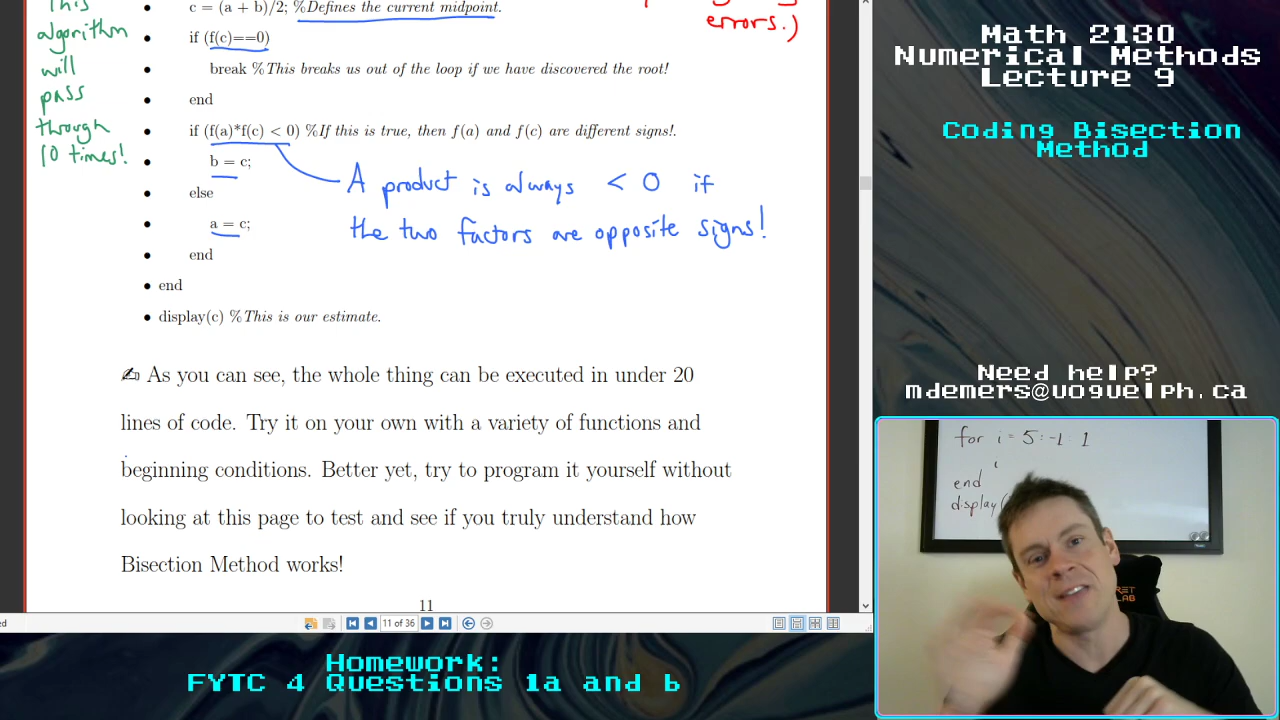 This
algorithm
will
pass
through
10 times!
• c = (a + b)/2; %Defines the current midpoint.
• if (f(c)==0)
• break %This breaks us out of the loop if we have discovered the root!
• end
• if (f(a)*f(c) < 0) %If this is true, then f(a) and f(c) are different signs!.
• b = c;
• else
• a = c;
• end
• end
• display(c) %This is our estimate.
errors.)
A product is always < 0 if
the two factors are opposite signs!
✍ As you can see, the whole thing can be executed in under 20
lines of code. Try it on your own with a variety of functions and
beginning conditions. Better yet, try to program it yourself without
looking at this page to test and see if you truly understand how
Bisection Method works!
11
11 of 36
Math 2130
Numerical Methods
Lecture 9
Coding Bisection
Method
Need help?
mdemers@uoguelph.ca
for i = 5:-1:1
i
end
display(
Homework:
FYTC 4 Questions 1a and b